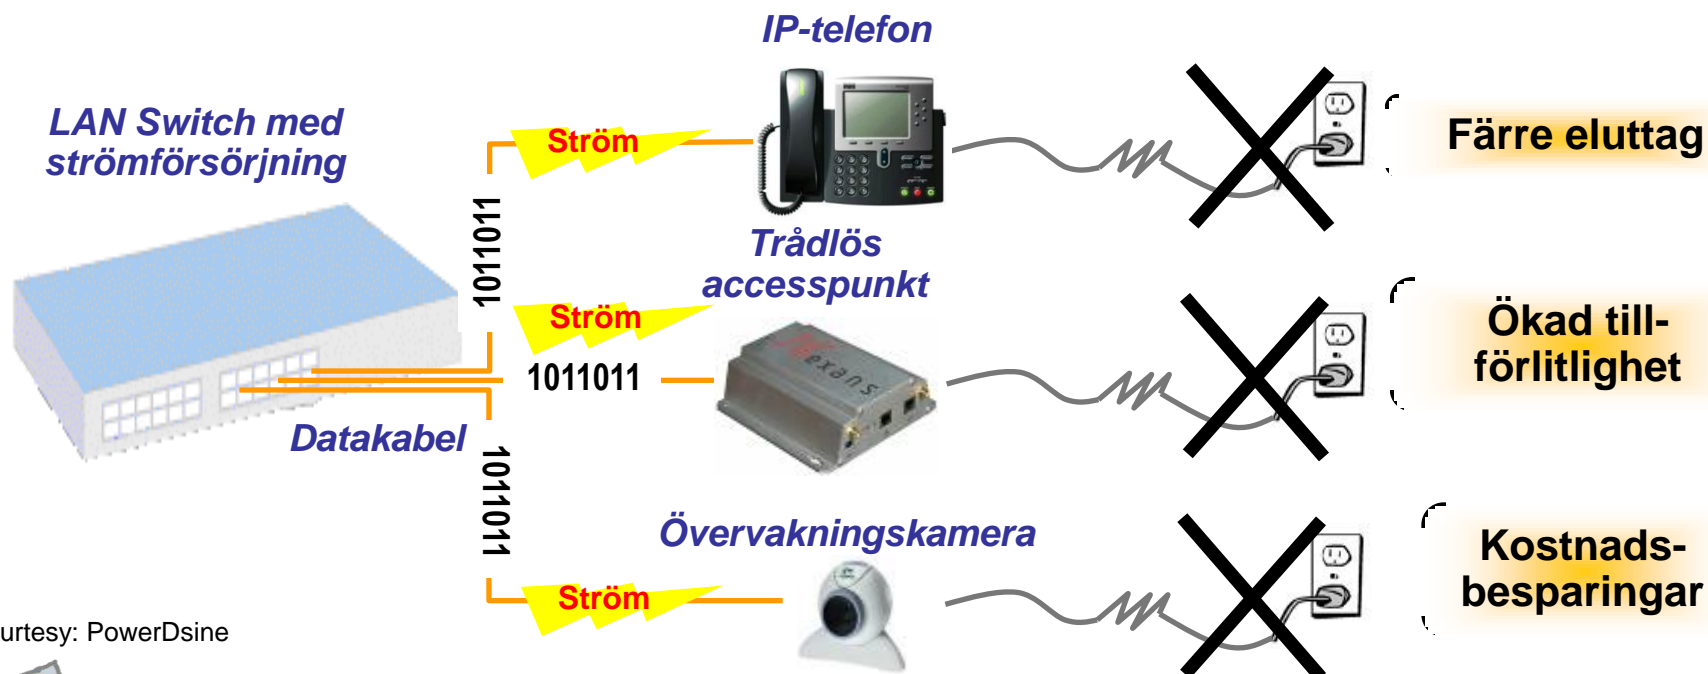 IP-telefon
LAN Switch med
strömförsörjning
Ström
Färre eluttag
1011011
Trådlös
accesspunkt
Ström
Ökad till-
förlitlighet
1011011
exans
Datakabel
1011011
Övervakningskamera
Kostnads-
besparingar
Ström
urtesy: PowerDsine